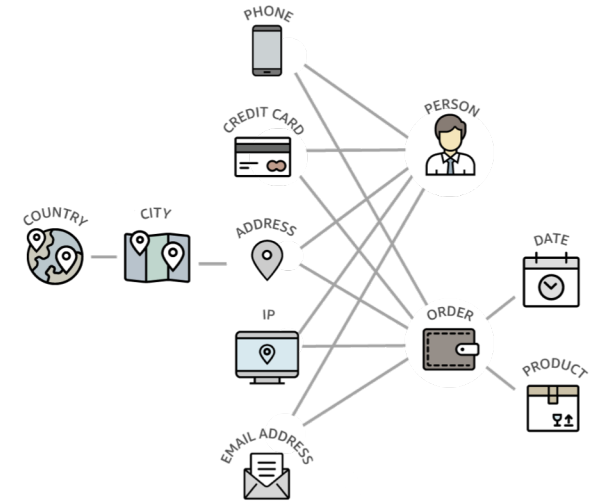 PHONE
CREDIT CARD
PERSON
COUNTRY
CITY
ADDRESS
DATE
IP
ORDER
PRODUCT
EMAIL ADDRESS